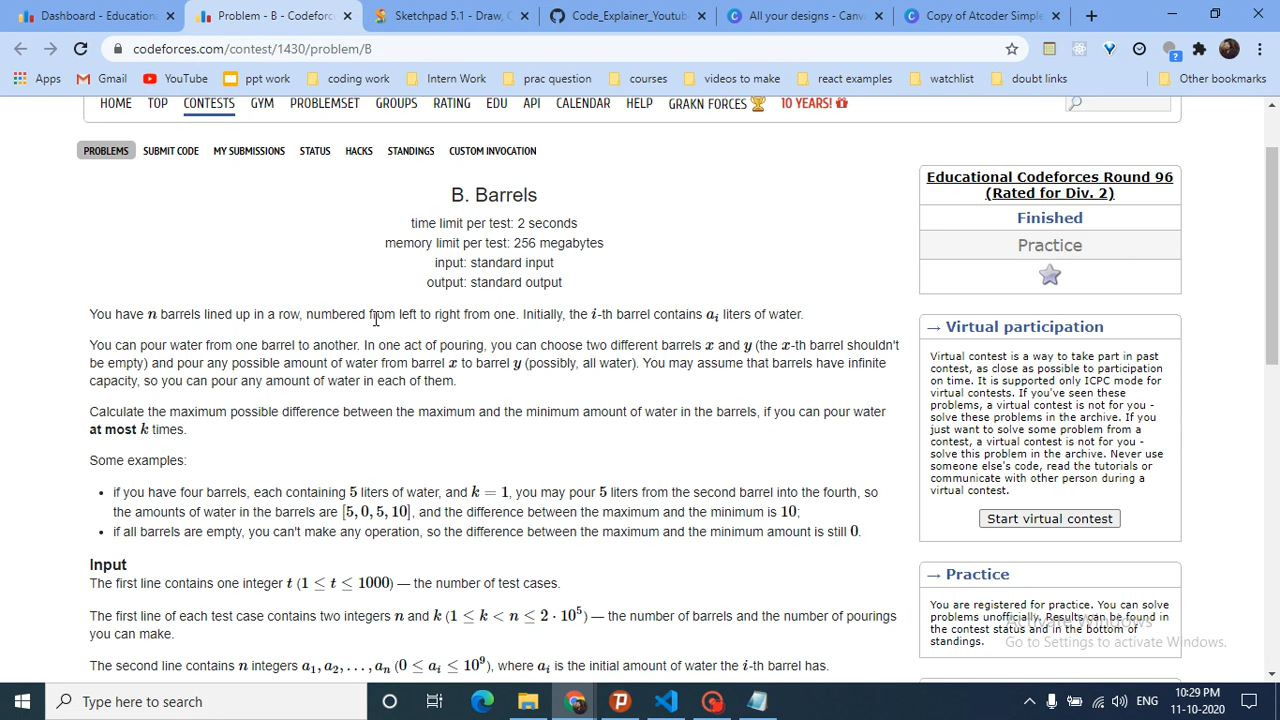 Dashboard - Educationa
Problem - B - Codeforc
Sketchpad 5.1 - Draw, C
Code_Explainer_Youtub
All your designs - Canv
Copy of Atcoder Simple
codeforces.com/contest/1430/problem/B
Apps
Gmail
YouTube
ppt work
coding work
Intern Work
prac question
courses
videos to make
react examples
watchlist
doubt links
Other bookmarks
HOME TOP CONTESTS GYM PROBLEMSET GROUPS RATING EDU API CALENDAR HELP GRAKN FORCES 10 YEARS!
PROBLEMS SUBMIT CODE MY SUBMISSIONS STATUS HACKS STANDINGS CUSTOM INVOCATION
B. Barrels
time limit per test: 2 seconds
memory limit per test: 256 megabytes
input: standard input
output: standard output
You have n barrels lined up in a row, numbered from left to right from one. Initially, the i-th barrel contains aᵢ liters of water.
You can pour water from one barrel to another. In one act of pouring, you can choose two different barrels x and y (the x-th barrel shouldn't
be empty) and pour any possible amount of water from barrel x to barrel y (possibly, all water). You may assume that barrels have infinite
capacity, so you can pour any amount of water in each of them.
Calculate the maximum possible difference between the maximum and the minimum amount of water in the barrels, if you can pour water
at most k times.
Some examples:
• if you have four barrels, each containing 5 liters of water, and k = 1, you may pour 5 liters from the second barrel into the fourth, so
the amounts of water in the barrels are [5, 0, 5, 10], and the difference between the maximum and the minimum is 10;
• if all barrels are empty, you can't make any operation, so the difference between the maximum and the minimum amount is still 0.
Input
The first line contains one integer t (1 ≤ t ≤ 1000) — the number of test cases.
The first line of each test case contains two integers n and k (1 ≤ k < n ≤ 2 · 10⁵) — the number of barrels and the number of pourings
you can make.
The second line contains n integers a₁, a₂, . . . , aₙ (0 ≤ aᵢ ≤ 10⁹), where aᵢ is the initial amount of water the i-th barrel has.
Educational Codeforces Round 96
(Rated for Div. 2)
Finished
Practice
→ Virtual participation
Virtual contest is a way to take part in past
contest, as close as possible to participation
on time. It is supported only ICPC mode for
virtual contests. If you've seen these
problems, a virtual contest is not for you -
solve these problems in the archive. If you
just want to solve some problem from a
contest, a virtual contest is not for you -
solve this problem in the archive. Never use
someone else's code, read the tutorials or
communicate with other person during a
virtual contest.
Start virtual contest
→ Practice
You are registered for practice. You can solve
problems unofficially. Results can be found
in the contest status and in the bottom of
standings.
Activate Windows
Go to Settings to activate Windows.
Type here to search
ENG
10:29 PM
11-10-2020